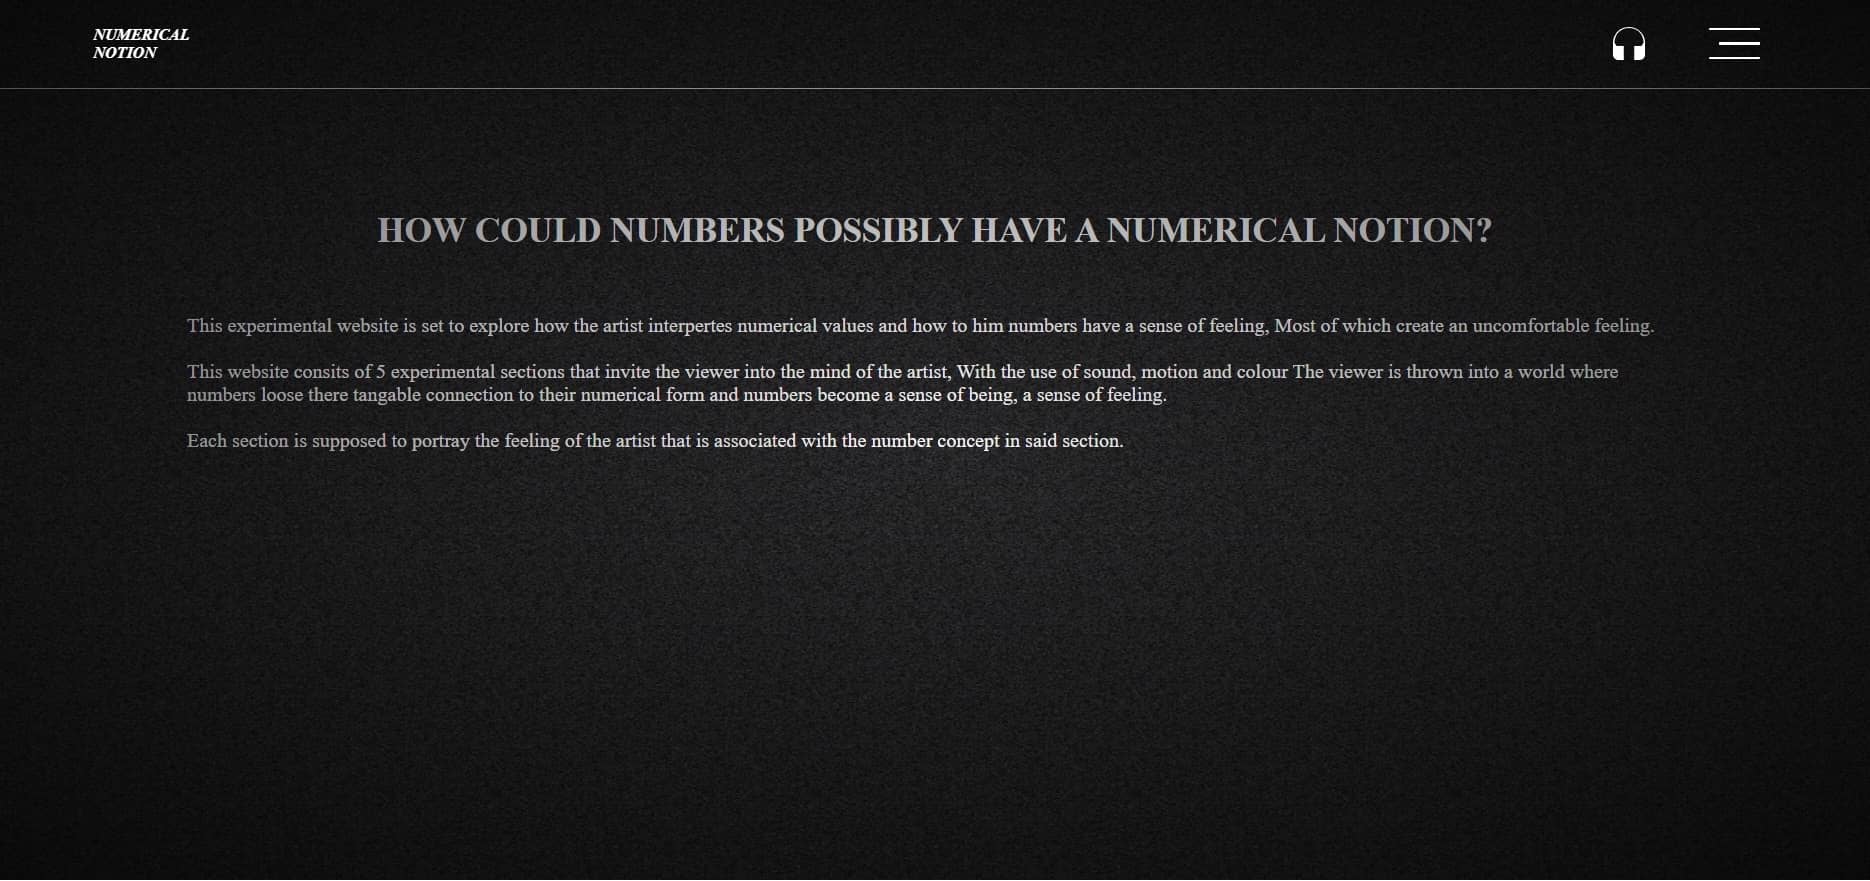 NUMERICAL
NOTION
HOW COULD NUMBERS POSSIBLY HAVE A NUMERICAL NOTION?
This experimental website is set to explore how the artist interpertes numerical values and how to him numbers have a sense of feeling, Most of which create an uncomfortable feeling.
This website consits of 5 experimental sections that invite the viewer into the mind of the artist, With the use of sound, motion and colour The viewer is thrown into a world where
numbers loose there tangable connection to their numerical form and numbers become a sense of being, a sense of feeling.
Each section is supposed to portray the feeling of the artist that is associated with the number concept in said section.